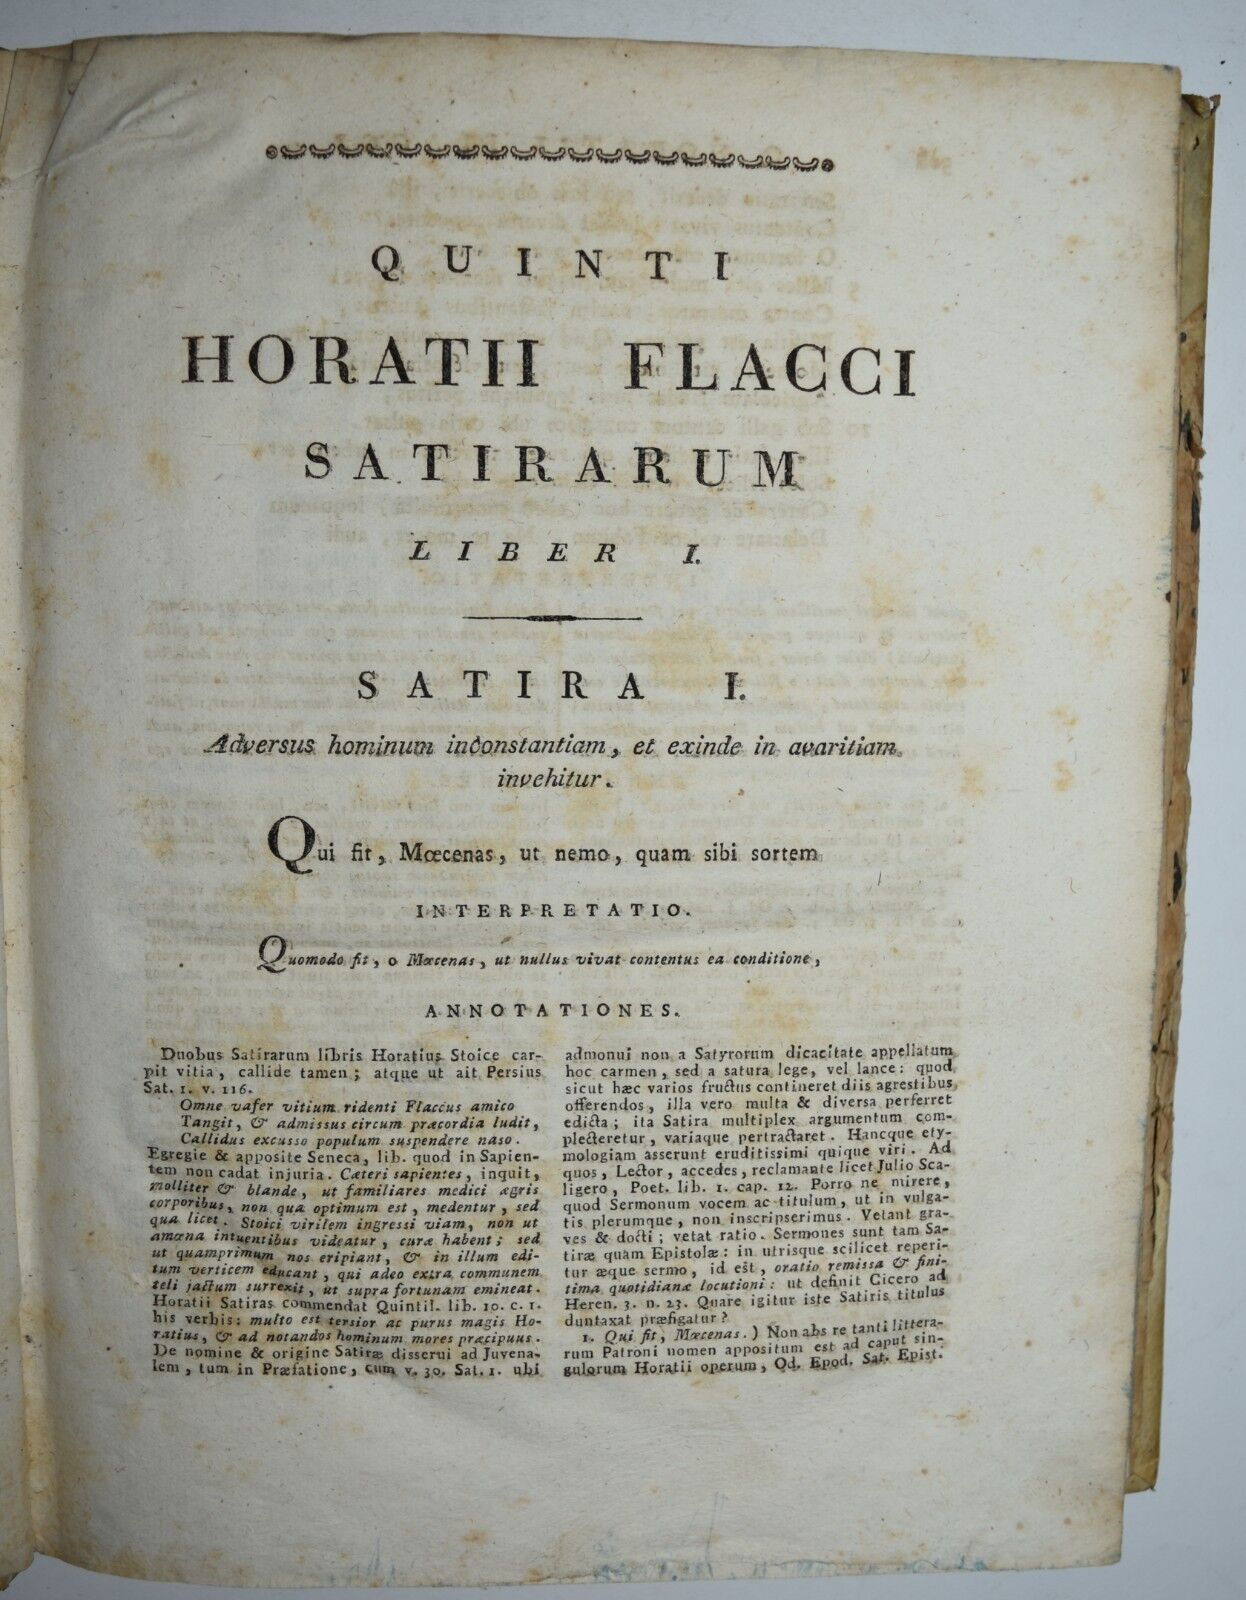 QUINTI
HORATII FLACCI
SATIRARUM
LIBER I.
SATIRA I.
Adversus hominum inconstantiam, et exinde in avaritiam
invehitur.
Qui fit, Mœcenas, ut nemo, quam sibi sortem
INTERPRETATIO.
Quomodo fit, o Mœcenas, ut nullus vivat contentus ea conditione,
ANNOTATIONES.
Duobus Satirarum libris Horatius Stoice car-
pit vitia, callide tamen; atque ut ait Persius
Sat. 1. v. 116.
Omne vafer vitium ridenti Flaccus amico
Tangit, & admissus circum præcordia ludit,
Callidus excusso populum suspendere naso.
Egregie & apposite Seneca, lib. quod in Sapien-
tem non cadat injuria. Cæteri sapientes, inquit,
molliter & blande, ut familiares medici ægris
corporibus, non qua optimum est, medentur, sed
qua licet. Stoici virilem ingressi viam, non ut
amœna intuentibus videatur, curæ habent; sed
ut quamprimum nos eripiant, & in illum edi-
tum verticem educant, qui adeo extra communem
teli jactum surrexit, ut supra fortunam emineat.
Horatii Satiras commendat Quintil. lib. 10. c. 1.
his verbis: multo est tersior ac purus magis Ho-
ratius, & ad notandos hominum mores præcipuus.
De nomine & origine Satiræ disserui ad Juvena-
lem, tum in Præfatione, cum v. 30. Sat. 1. ubi
admonui non a Satyrorum dicacitate appellatum
hoc carmen, sed a satura lege, vel lance: quod
sicut hæc varios fructus contineret diis agrestibus
offerendos, illa vero multa & diversa perferret
edicta; ita Satira multiplex argumentum com-
plecteretur, variaque pertractaret. Hancque ety-
mologiam asserunt eruditissimi quique viri. Ad
quos, Lector, accedes, reclamante licet Julio Sca-
ligero, Poet. lib. 1. cap. 12. Porro ne mirere,
quod Sermonum vocem ac titulum, ut in vulga-
tis plerumque, non inscripserimus. Vetant gra-
ves & docti; vetat ratio. Sermones sunt tam Sa-
tiræ quam Epistolæ: in utrisque scilicet reperi-
tur æque sermo, id est, oratio remissa & fini-
tima quotidianæ locutioni: ut definit Cicero ad
Heren. 3. n. 23. Quare igitur iste Satiris titulus
duntaxat præfigatur?
1. Qui fit, Mœcenas.) Non abs re tanti littera-
rum Patroni nomen appositum est ad caput sin-
gulorum Horatii operum, Od. Epod. Sat. Epist.